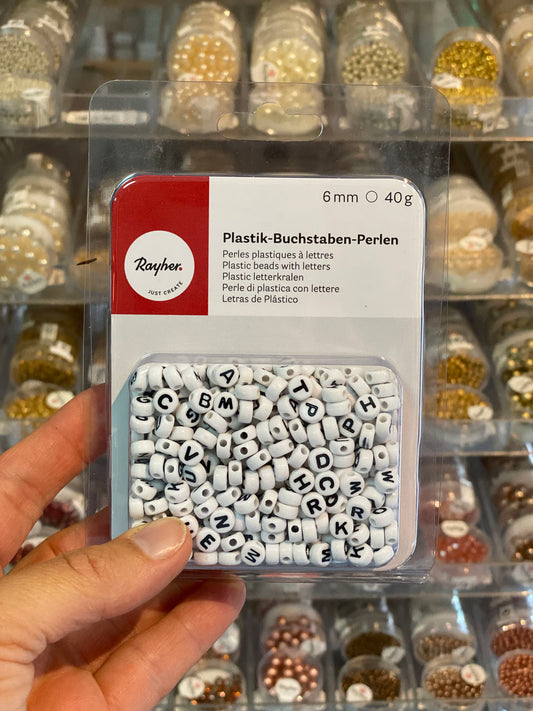 6 mm ○ 40 g
Rayher.
JUST CREATE
Plastik-Buchstaben-Perlen
Perles plastiques à lettres
Plastic beads with letters
Plastic letterkralen
Perle di plastica con lettere
Letras de Plástico
A
C B W T H
S P P
V D
U C
H R
N K R
E